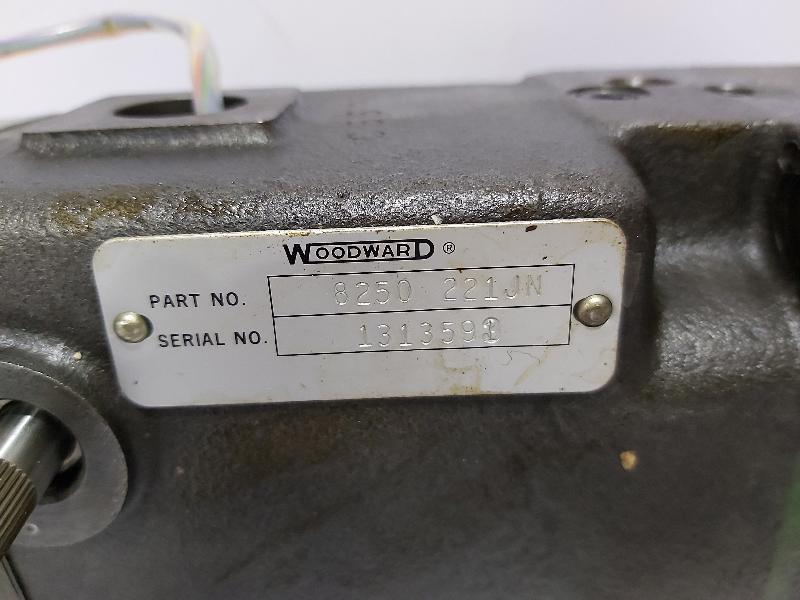 WOODWARD ®
PART NO. 8250 221JN
SERIAL NO.